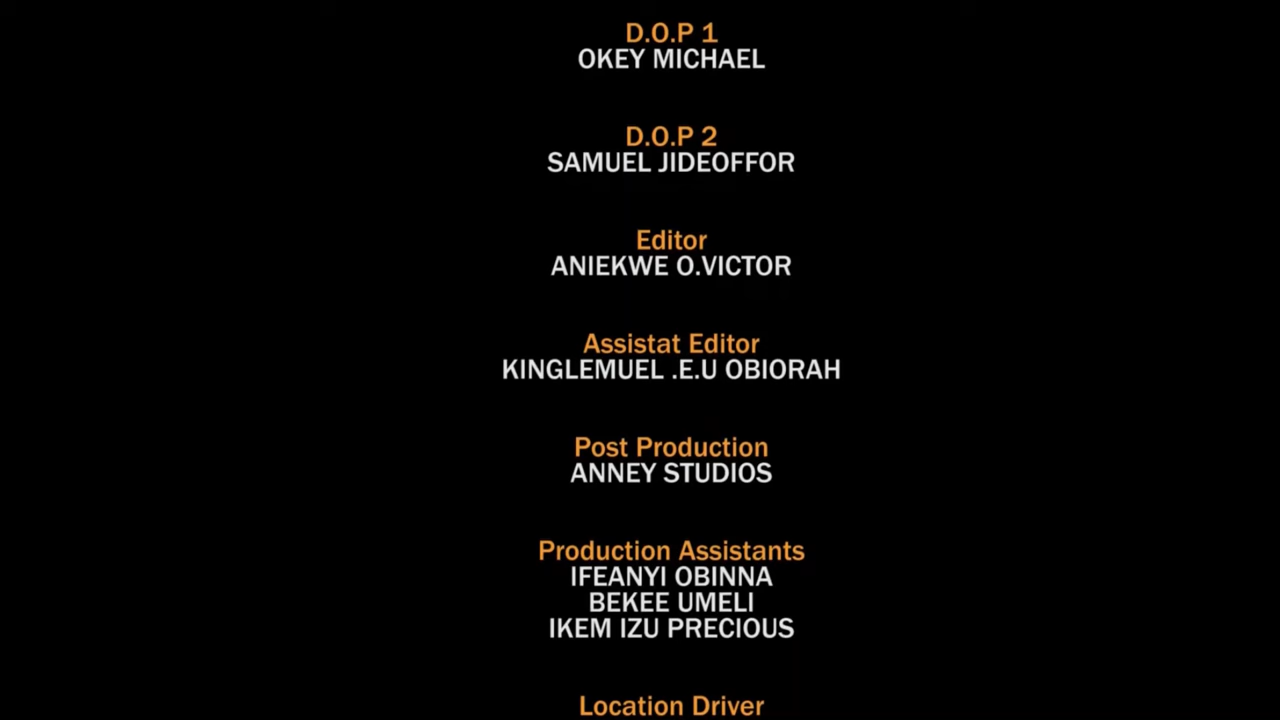 D.O.P 1
OKEY MICHAEL
D.O.P 2
SAMUEL JIDEOFFOR
Editor
ANIEKWE O.VICTOR
Assistat Editor
KINGLEMUEL .E.U OBIORAH
Post Production
ANNEY STUDIOS
Production Assistants
IFEANYI OBINNA
BEKEE UMELI
IKEM IZU PRECIOUS
Location Driver